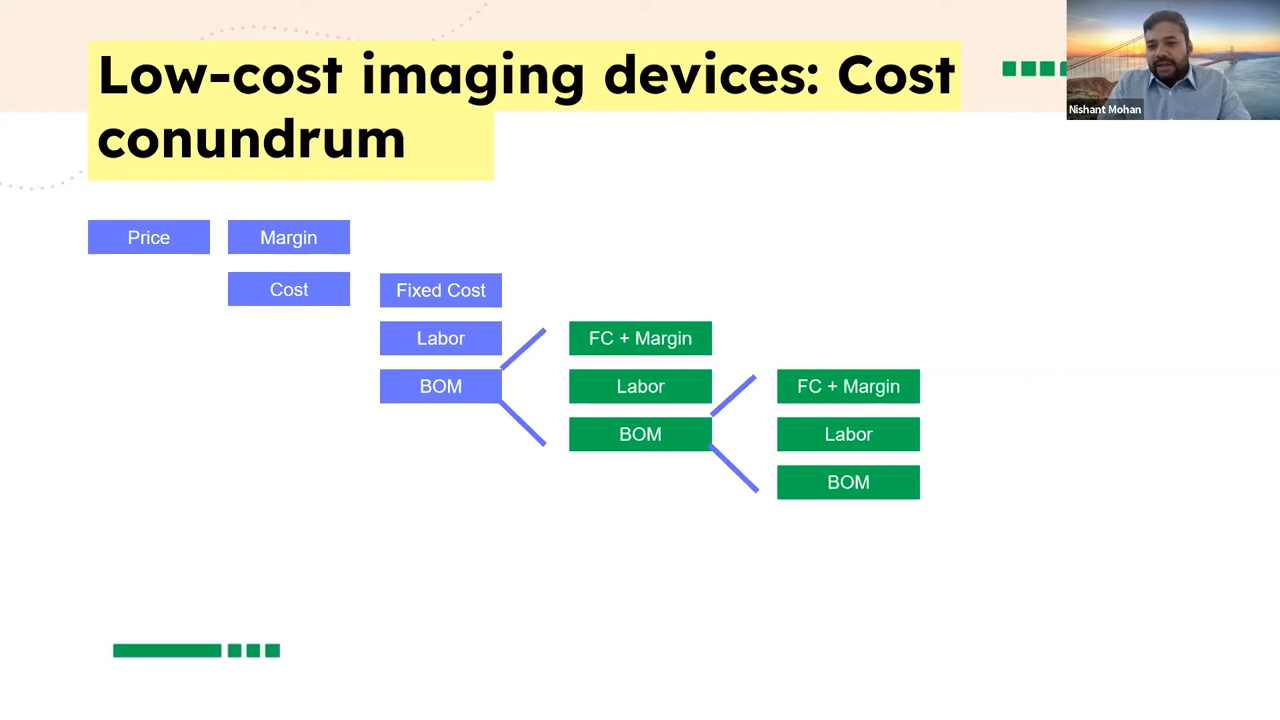 Low-cost imaging devices: Cost
conundrum
Nishant Mohan
Price
Margin
Cost
Fixed Cost
Labor
BOM
FC + Margin
Labor
BOM
FC + Margin
Labor
BOM